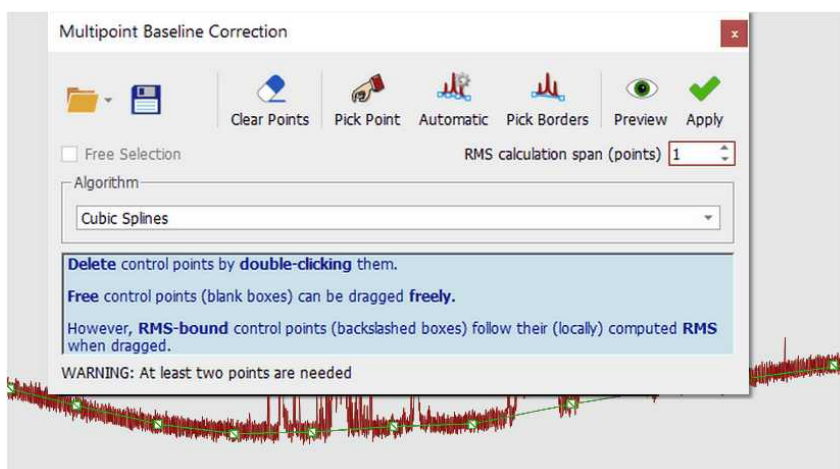 Multipoint Baseline Correction
x
Clear Points Pick Point Automatic Pick Borders Preview Apply
Free Selection RMS calculation span (points) 1
Algorithm
Cubic Splines
Delete control points by double-clicking them.
Free control points (blank boxes) can be dragged freely.
However, RMS-bound control points (backslashed boxes) follow their (locally) computed RMS
when dragged.
WARNING: At least two points are needed